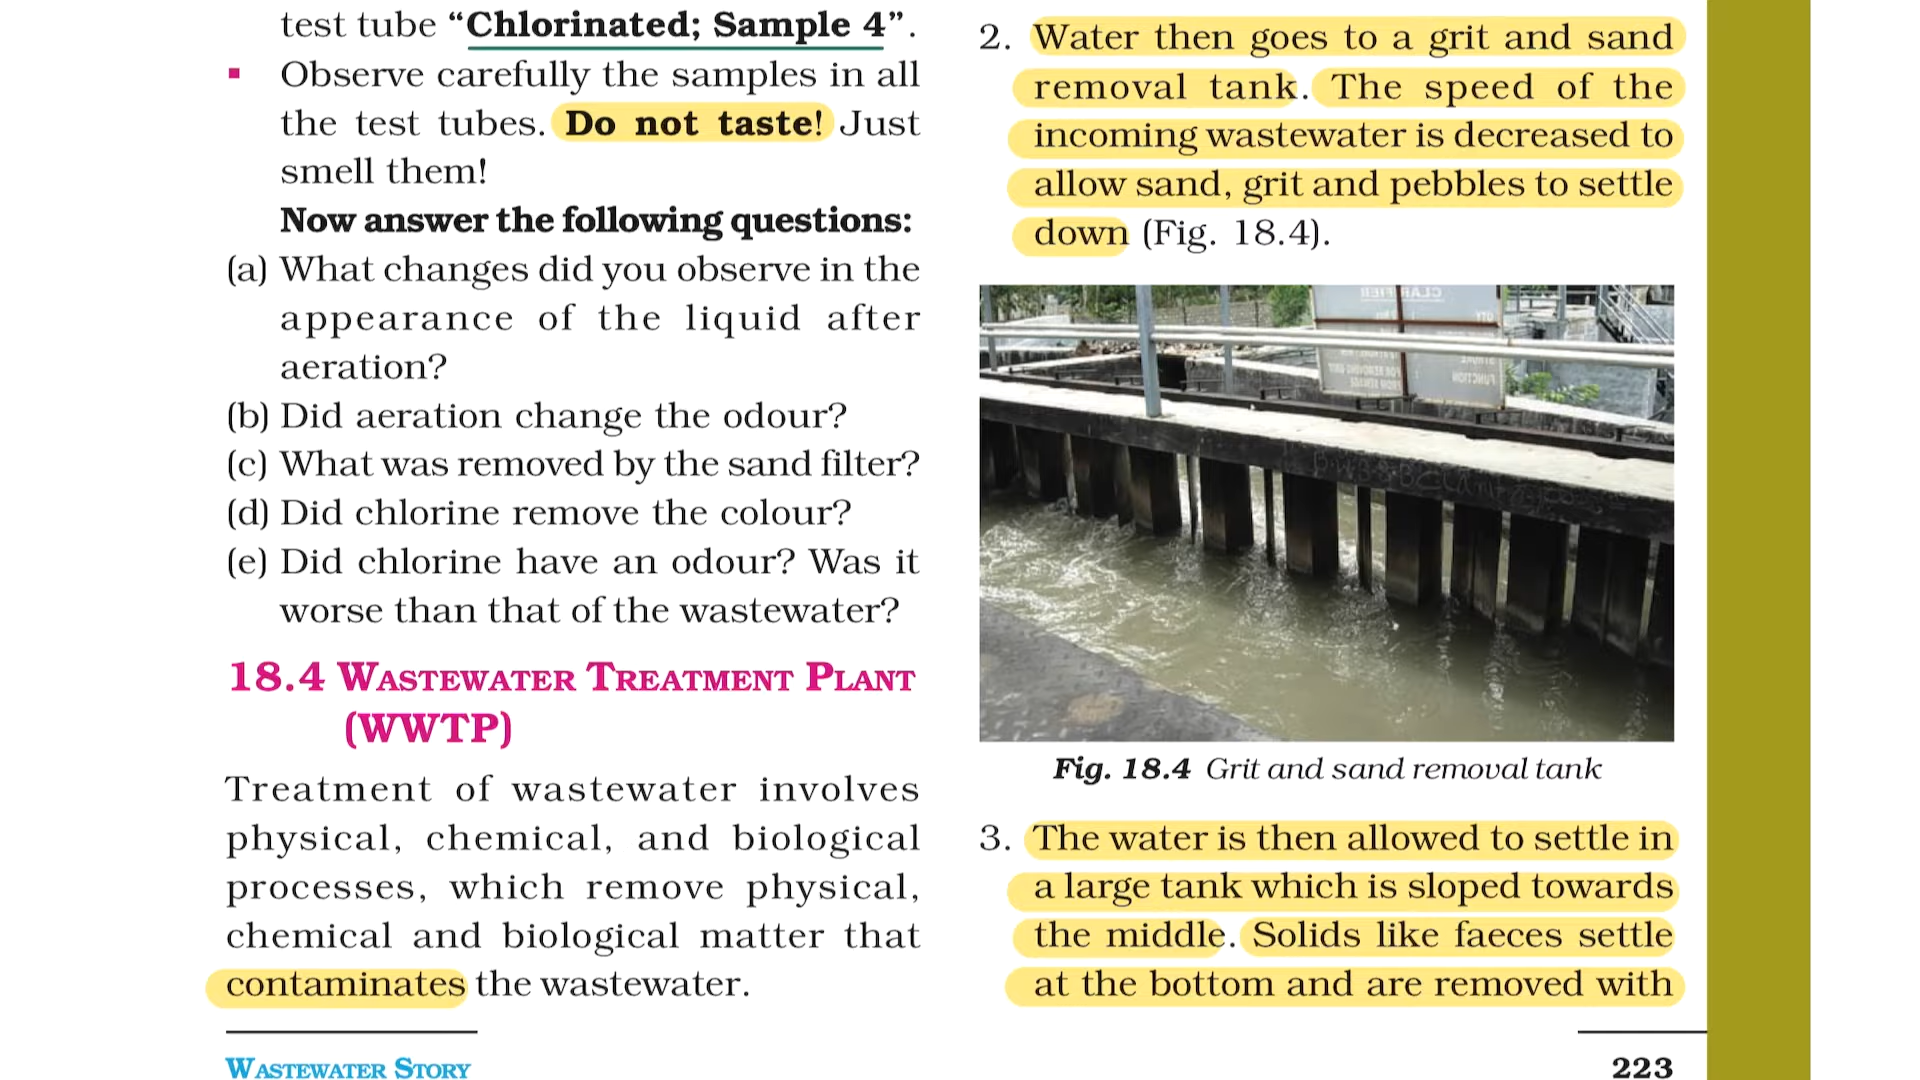 test tube “Chlorinated; Sample 4”.
▪ Observe carefully the samples in all
the test tubes. Do not taste! Just
smell them!
Now answer the following questions:
(a) What changes did you observe in the
appearance of the liquid after
aeration?
(b) Did aeration change the odour?
(c) What was removed by the sand filter?
(d) Did chlorine remove the colour?
(e) Did chlorine have an odour? Was it
worse than that of the wastewater?
18.4 WASTEWATER TREATMENT PLANT
(WWTP)
Treatment of wastewater involves
physical, chemical, and biological
processes, which remove physical,
chemical and biological matter that
contaminates the wastewater.
WASTEWATER STORY
2. Water then goes to a grit and sand
removal tank. The speed of the
incoming wastewater is decreased to
allow sand, grit and pebbles to settle
down (Fig. 18.4).
CLARIFIER
FUNCTION
Fig. 18.4 Grit and sand removal tank
3. The water is then allowed to settle in
a large tank which is sloped towards
the middle. Solids like faeces settle
at the bottom and are removed with
223